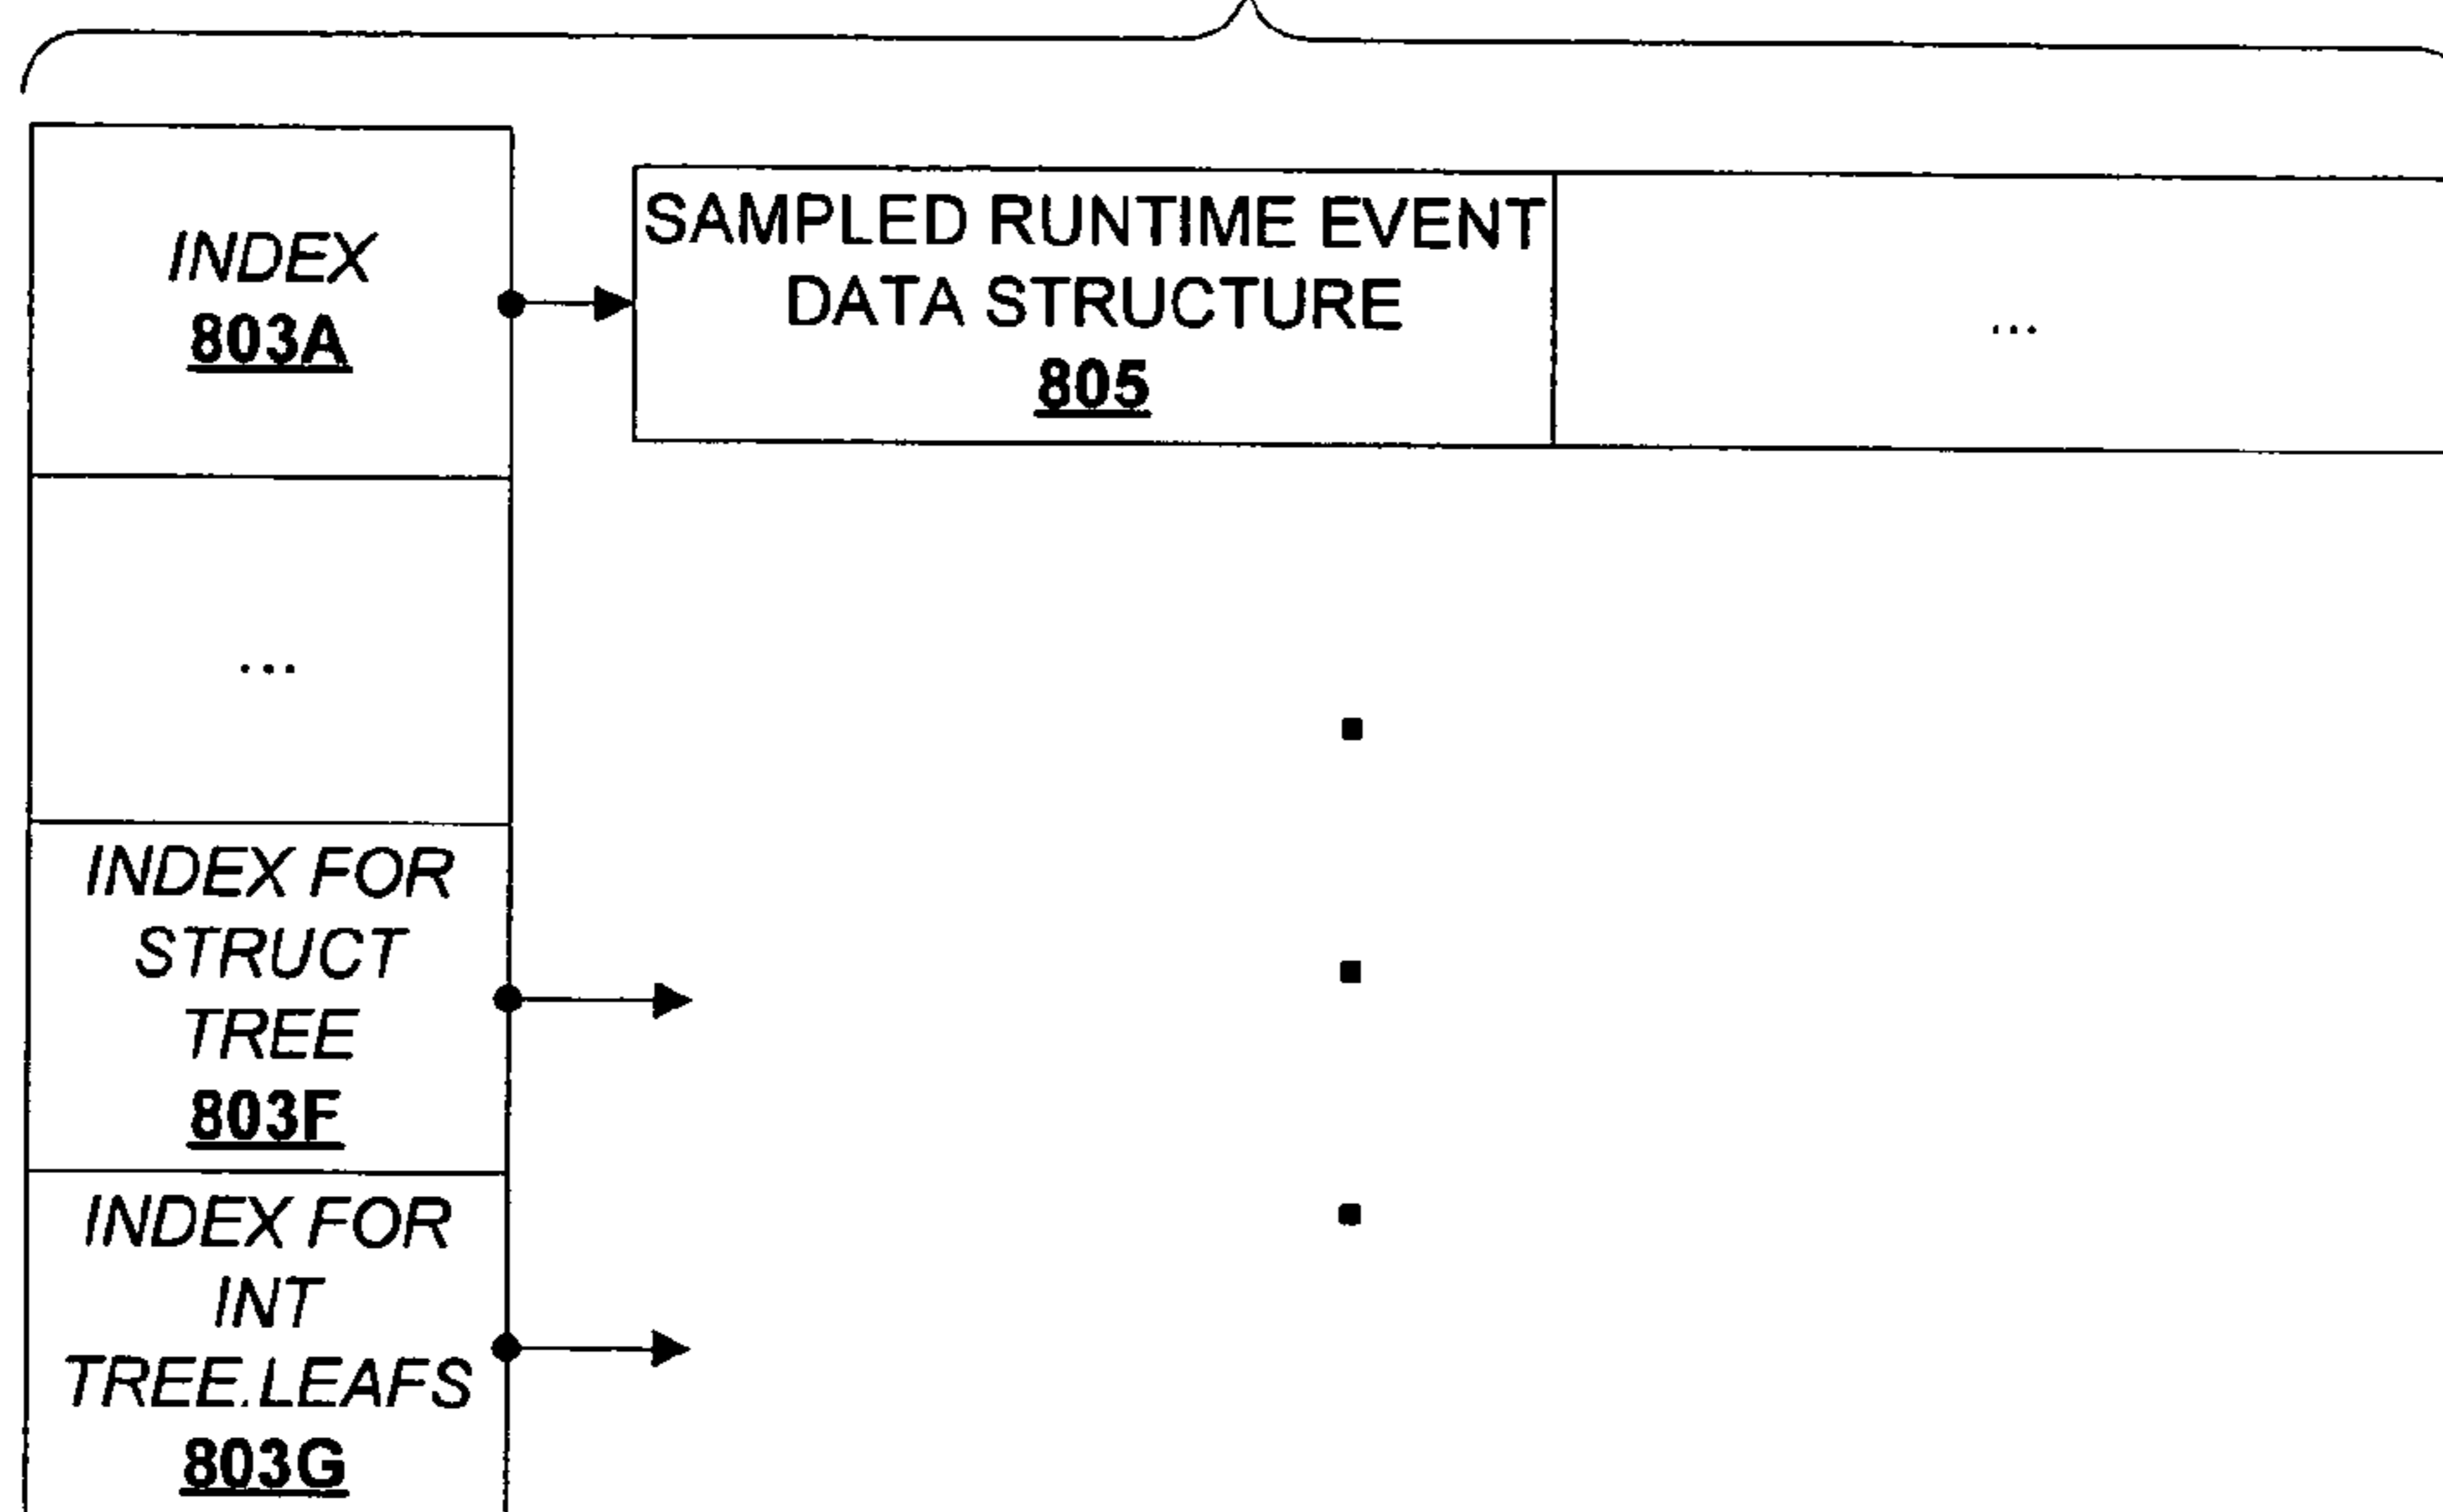 INDEX
803A
SAMPLED RUNTIME EVENT
DATA STRUCTURE
805
...
...
INDEX FOR
STRUCT
TREE
803F
INDEX FOR
INT
TREE.LEAFS
803G